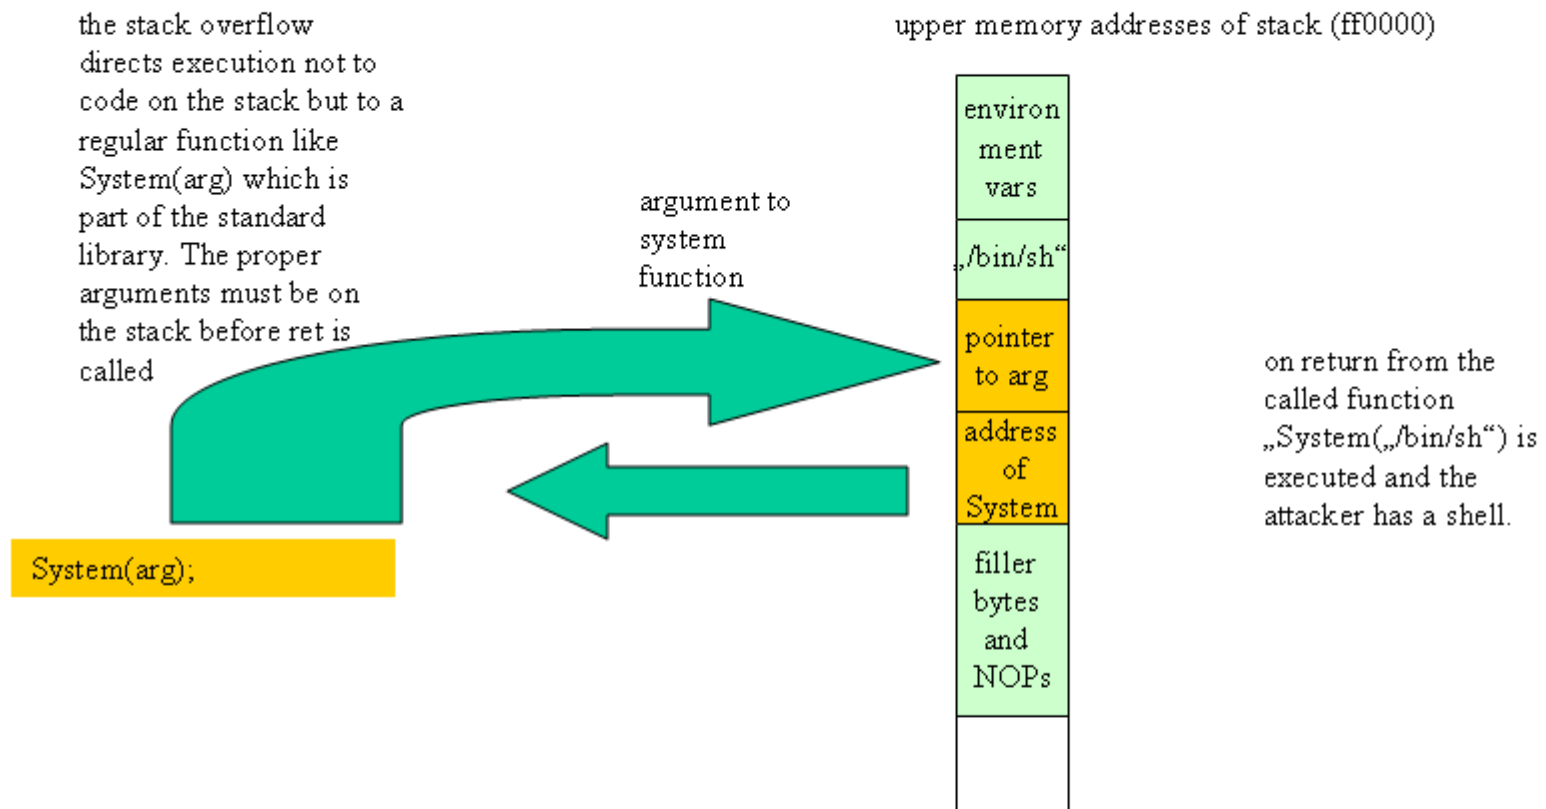 the stack overflow
directs execution not to
code on the stack but to a
regular function like
System(arg) which is
part of the standard
library. The proper
arguments must be on
the stack before ret is
called
System(arg);
argument to
system
function
upper memory addresses of stack (ff0000)
environ
ment
vars
„/bin/sh“
pointer
to arg
address
of
System
filler
bytes
and
NOPs
on return from the
called function
„System(„/bin/sh“) is
executed and the
attacker has a shell.